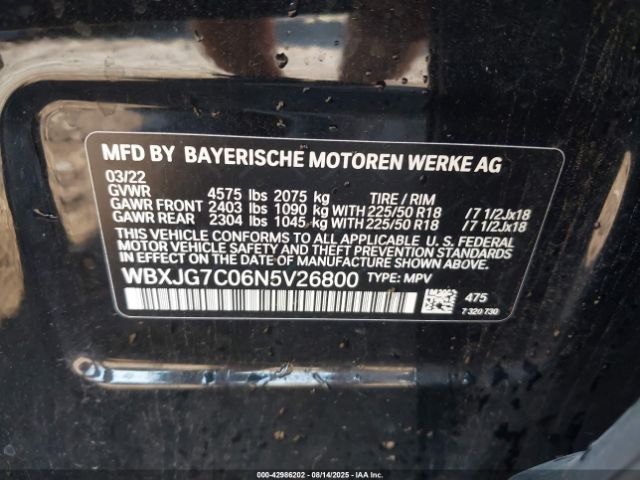 MFD BY BAYERISCHE MOTOREN WERKE AG
03/22
GVWR 4575 lbs 2075 kg TIRE / RIM
GAWR FRONT 2403 lbs 1090 kg WITH 225/50 R18 /7 1/2Jx18
GAWR REAR 2304 lbs 1045 kg WITH 225/50 R18 /7 1/2Jx18
THIS VEHICLE CONFORMS TO ALL APPLICABLE U. S. FEDERAL
MOTOR VEHICLE SAFETY AND THEFT PREVENTION STANDARDS
IN EFFECT ON THE DATE OF MANUFACTURE SHOWN ABOVE.
WBXJG7C06N5V26800 TYPE: MPV
475
7 320 730
000-42986202 - 08/14/2025 - IAA Inc.